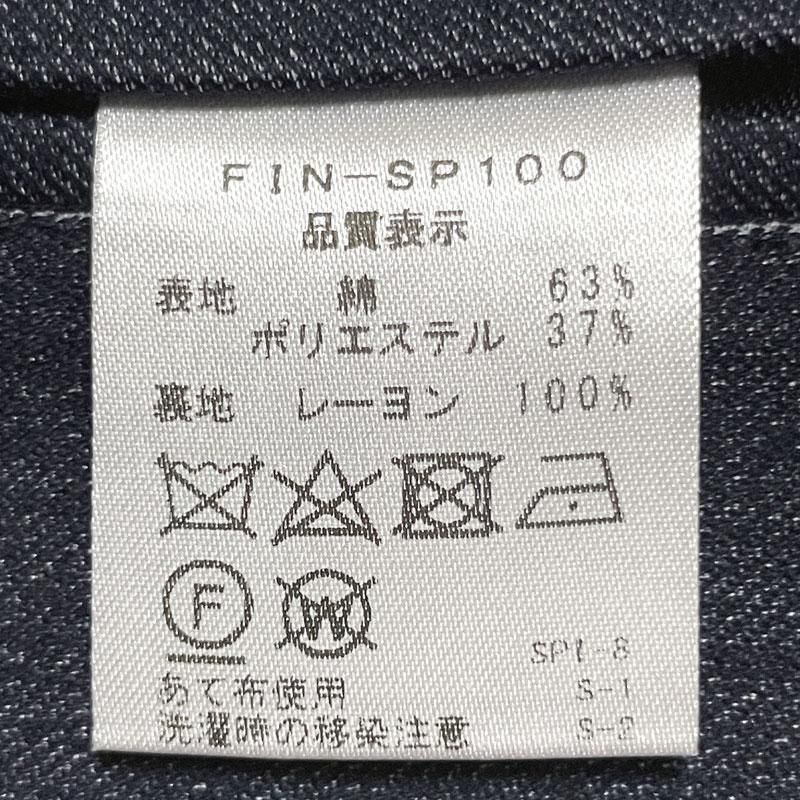 FIN-SP100
品質表示
表地 綿 63%
ポリエステル 37%
裏地 レーヨン 100%
F W
SPI-8
あて布使用 S-1
洗濯時の移染注意 S-2